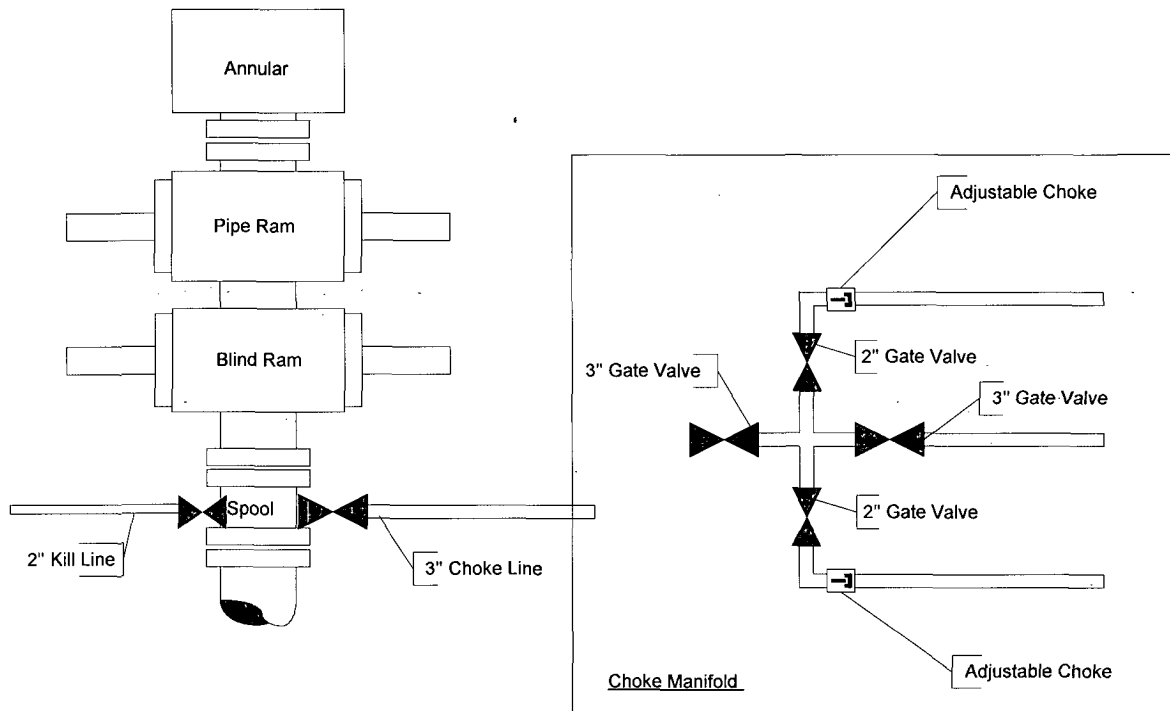 Annular
Pipe Ram
Blind Ram
Spool
2" Kill Line
3" Choke Line
Adjustable Choke
2" Gate Valve
3" Gate Valve
3" Gate Valve
2" Gate Valve
Adjustable Choke
Choke Manifold